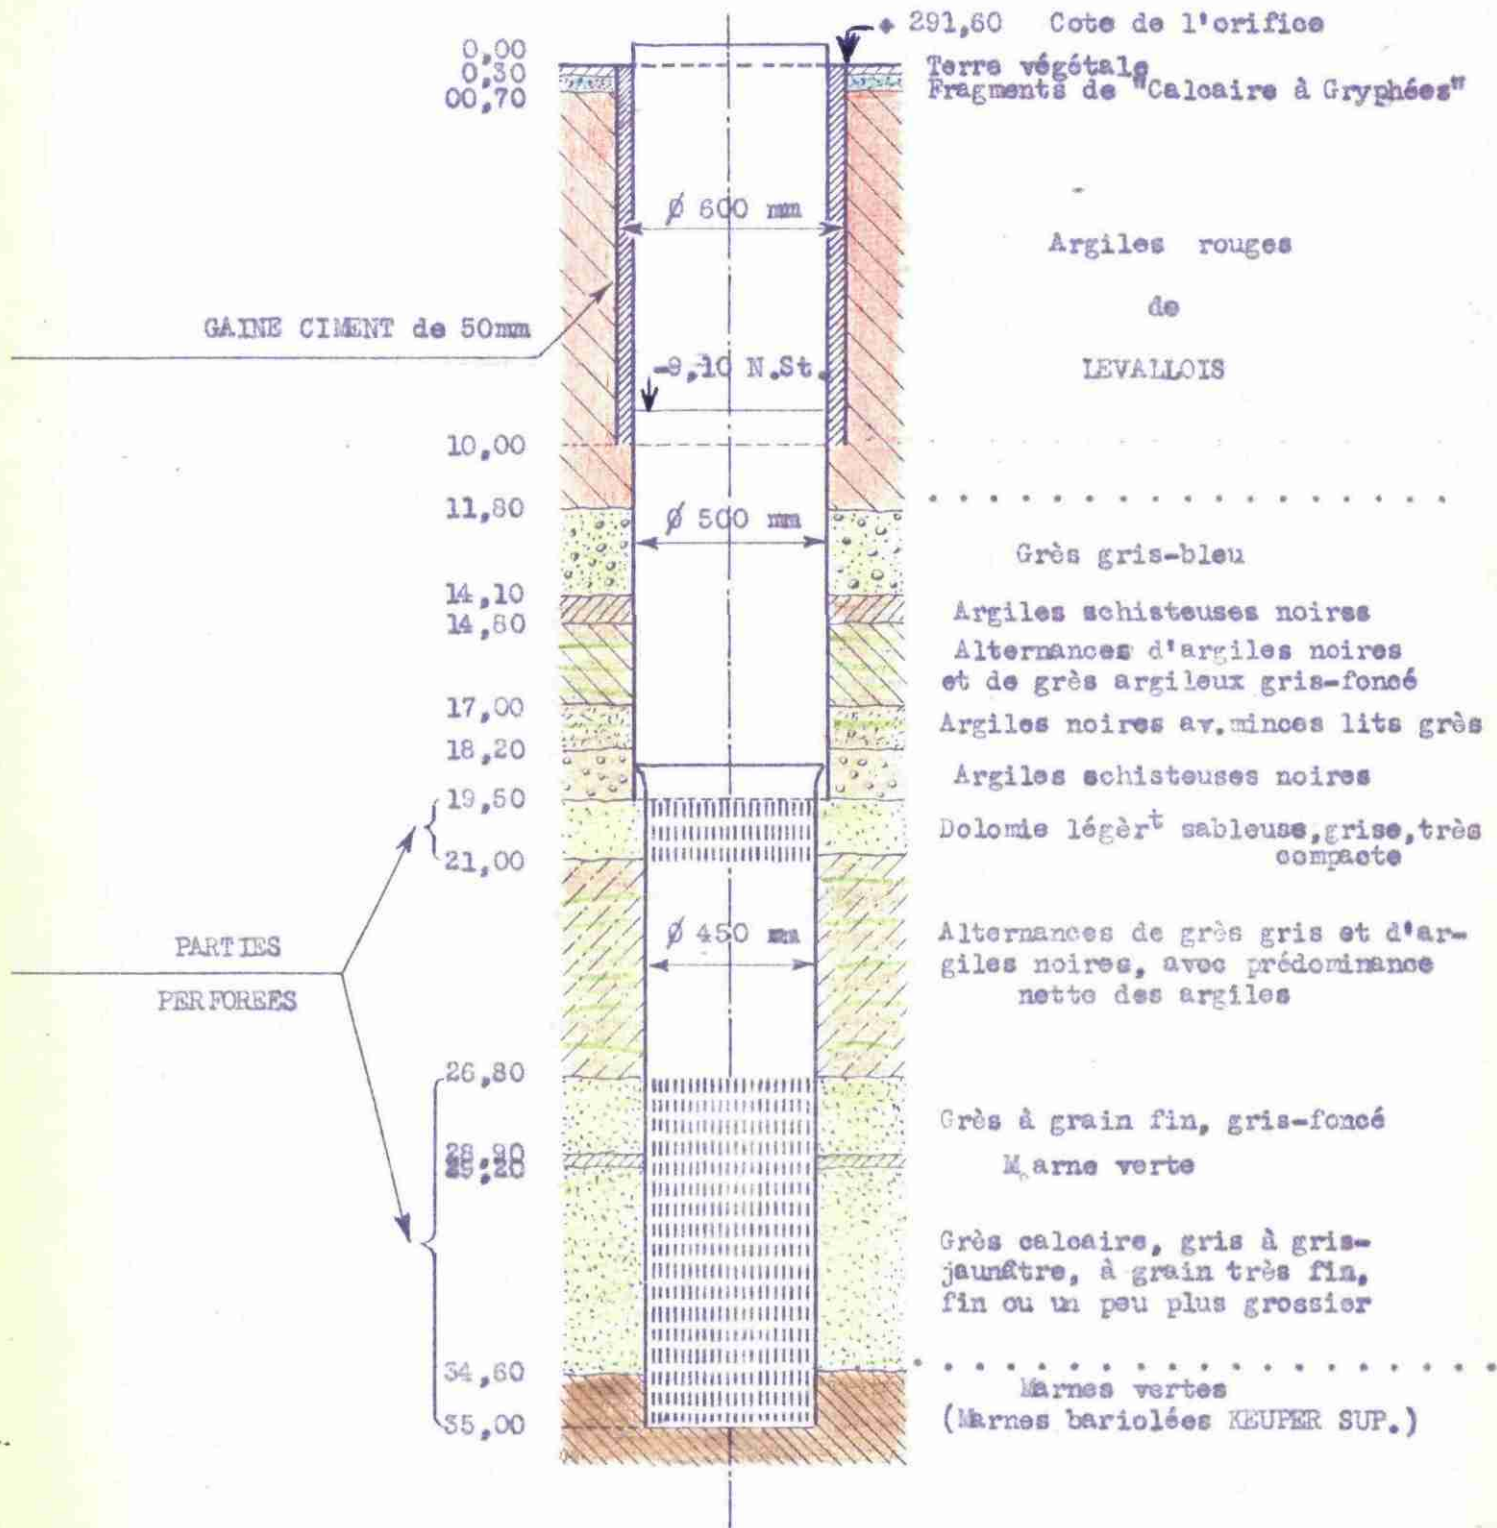 + 291,60 Cote de l'orifice
0,00
0,30
Terre végétale
00,70
Fragments de "Calcaire à Gryphées"
Ø 600 mm
Argiles rouges
de
LEVALLOIS
GAINE CIMENT de 50mm
-9,10 N.St.
10,00
11,80
Ø 500 mm
Grès gris-bleu
14,10
Argiles schisteuses noires
14,80
Alternances d'argiles noires
et de grès argileux gris-foncé
17,00
Argiles noires av.minces lits grès
18,20
Argiles schisteuses noires
19,50
Dolomie légèrt sableuse,grise,très
compacte
21,00
PARTIES
PERFOREES
Ø 450 mm
Alternances de grès gris et d'ar-
giles noires, avec prédominance
nette des argiles
26,80
Grès à grain fin, gris-foncé
28,90
29,20
Marne verte
Grès calcaire, gris à gris-
jaunâtre, à grain très fin,
fin ou un peu plus grossier
34,60
Marnes vertes
(Marnes bariolées KEUPER SUP.)
35,00